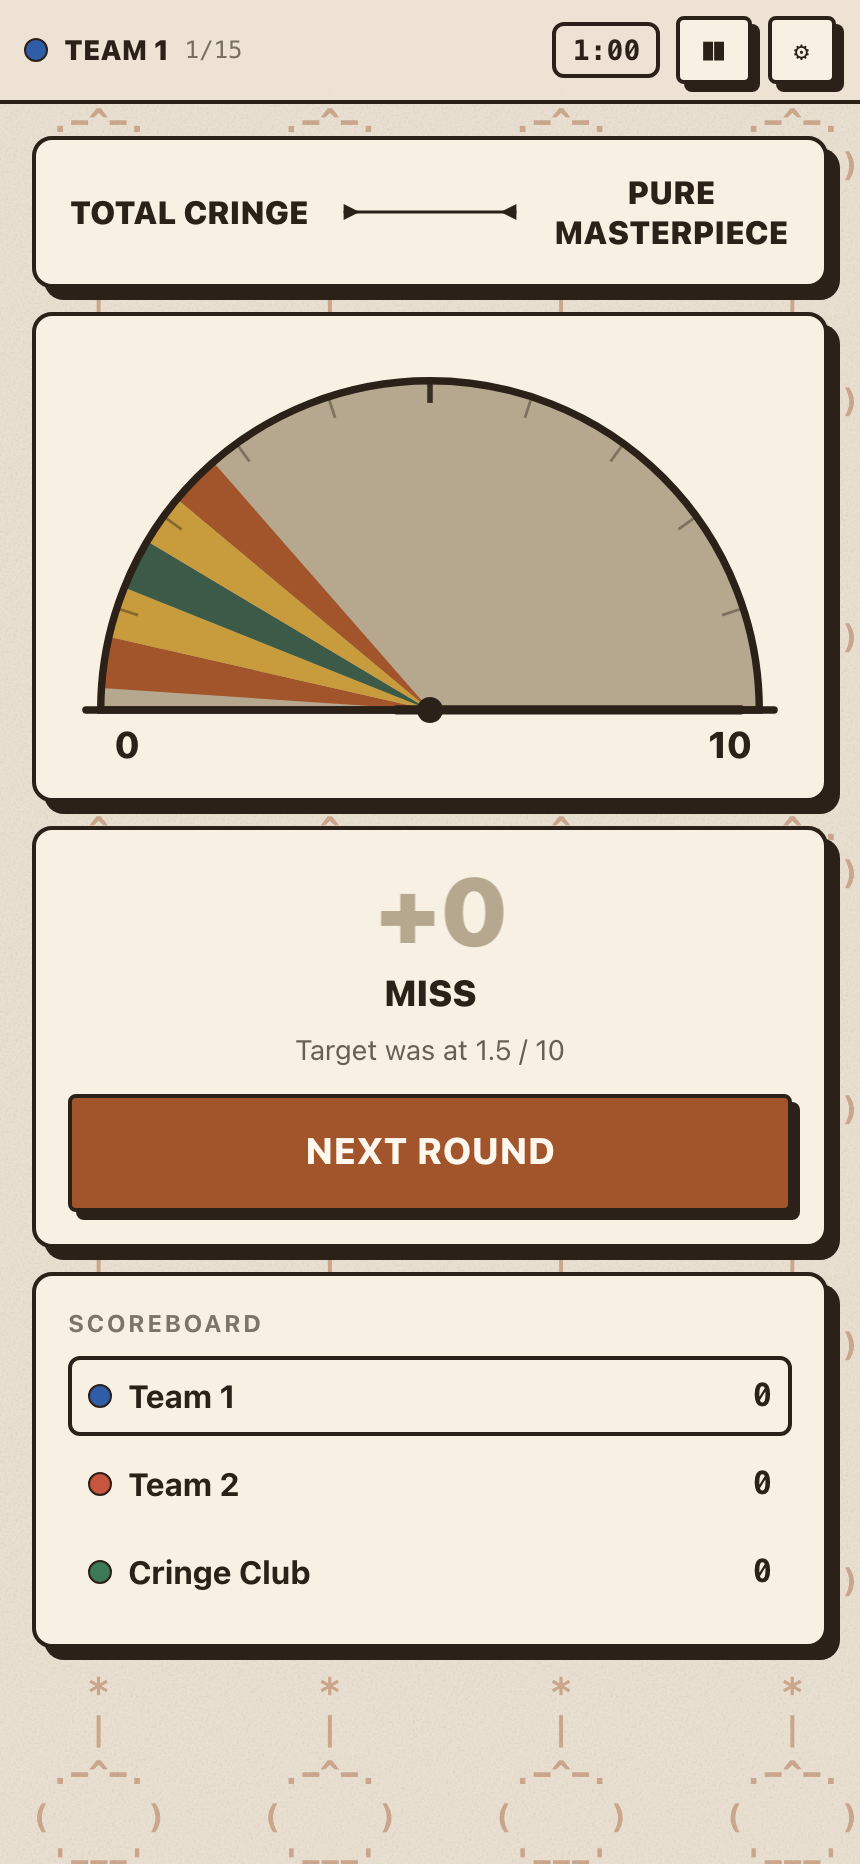 TEAM 1 1/15 1:00
TOTAL CRINGE
PURE
MASTERPIECE
0 10
+0
MISS
Target was at 1.5 / 10
NEXT ROUND
SCOREBOARD
Team 1 0
Team 2 0
Cringe Club 0